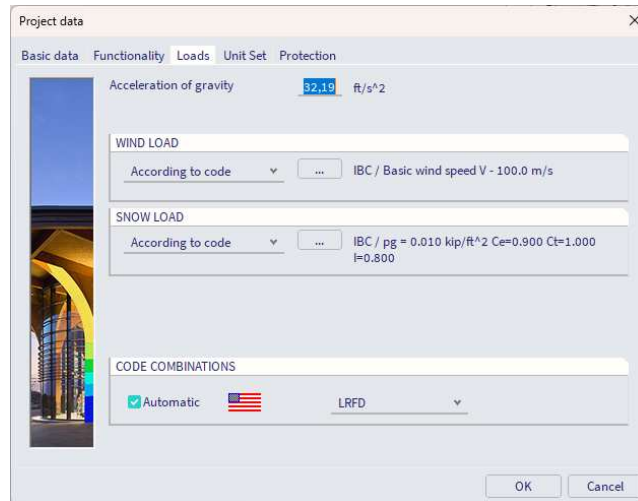 Project data
Basic data Functionality Loads Unit Set Protection
Acceleration of gravity 32,19 ft/s^2
WIND LOAD
According to code ... IBC / Basic wind speed V - 100.0 m/s
SNOW LOAD
According to code ... IBC / pg = 0.010 kip/ft^2 Ce=0.900 Ct=1.000
I=0.800
CODE COMBINATIONS
Automatic LRFD
OK Cancel